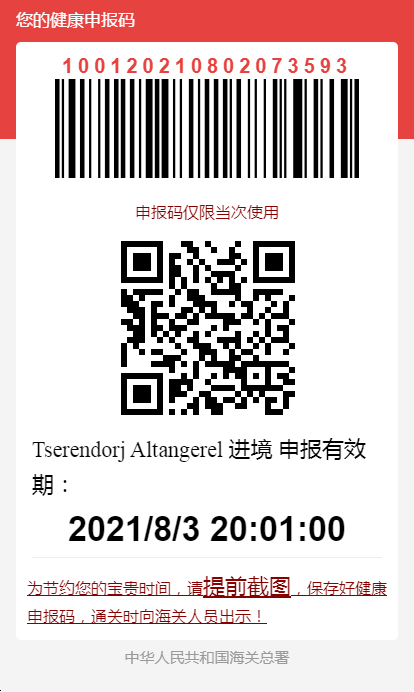 您的健康申报码
100120210802073593
申报码仅限当次使用
Tserendorj Altangerel 进境 申报有效
期：
2021/8/3 20:01:00
为节约您的宝贵时间，请提前截图，保存好健康
申报码，通关时向海关人员出示！
中华人民共和国海关总署